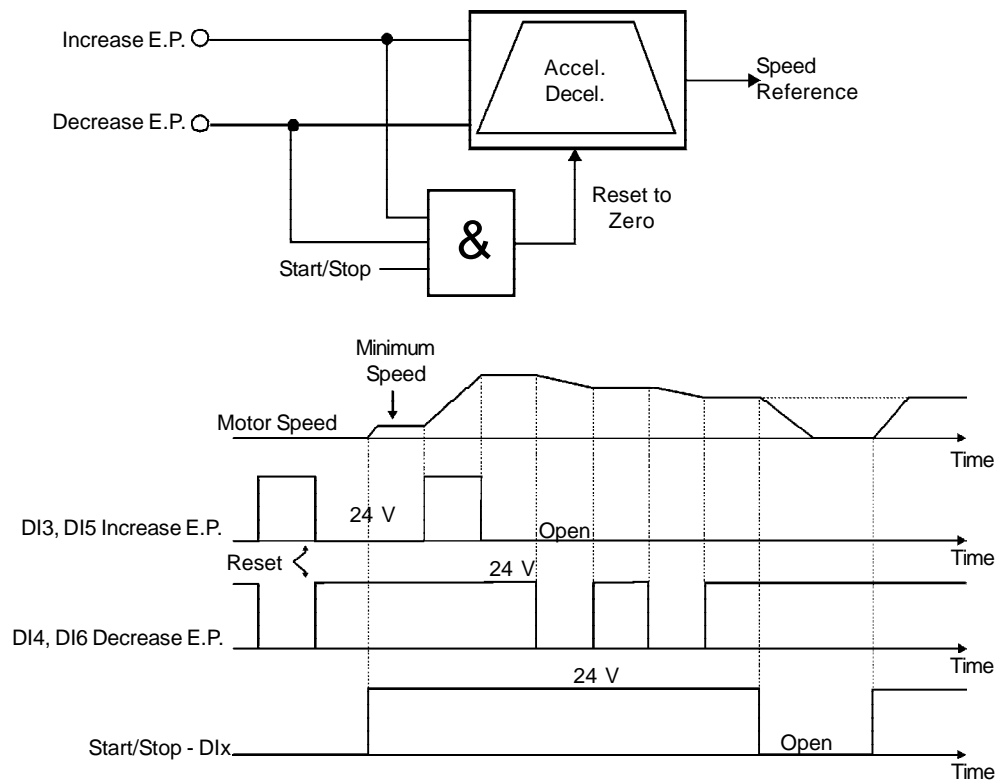 Increase E.P.
Accel.
Decel.
Speed
Reference
Decrease E.P.
Reset to
Zero
&
Start/Stop
Minimum
Speed
Motor Speed
Time
24 V
DI3, DI5 Increase E.P.
Open
Time
Reset
24 V
DI4, DI6 Decrease E.P.
Time
24 V
Start/Stop - DIx
Open
Time